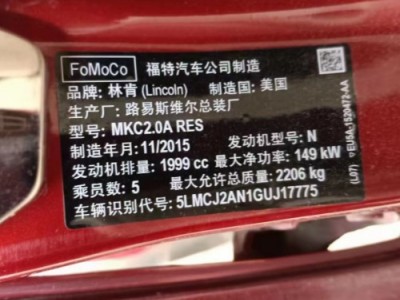 FoMoCo 福特汽车公司制造
品牌: 林肯 (Lincoln) 制造国: 美国
生产厂: 路易斯维尔总装厂
型号: MKC2.0A RES
制造年月: 11/2015 发动机型号: N
发动机排量: 1999 cc 最大净功率: 149 kW
乘员数: 5 最大允许总质量: 2206 kg
车辆识别代号: 5LMCJ2AN1GUJ17775